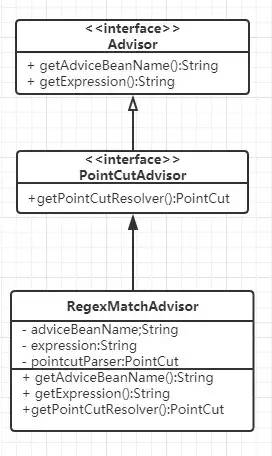 <<interface>>
Advisor
+ getAdviceBeanName():String
+ getExpression():String
<<interface>>
PointCutAdvisor
+getPointCutResolver():PointCut
RegexMatchAdvisor
- adviceBeanName;String
- expression:String
- pointcutParser:PointCut
+ getAdviceBeanName():String
+ getExpression():String
+getPointCutResolver():PointCut